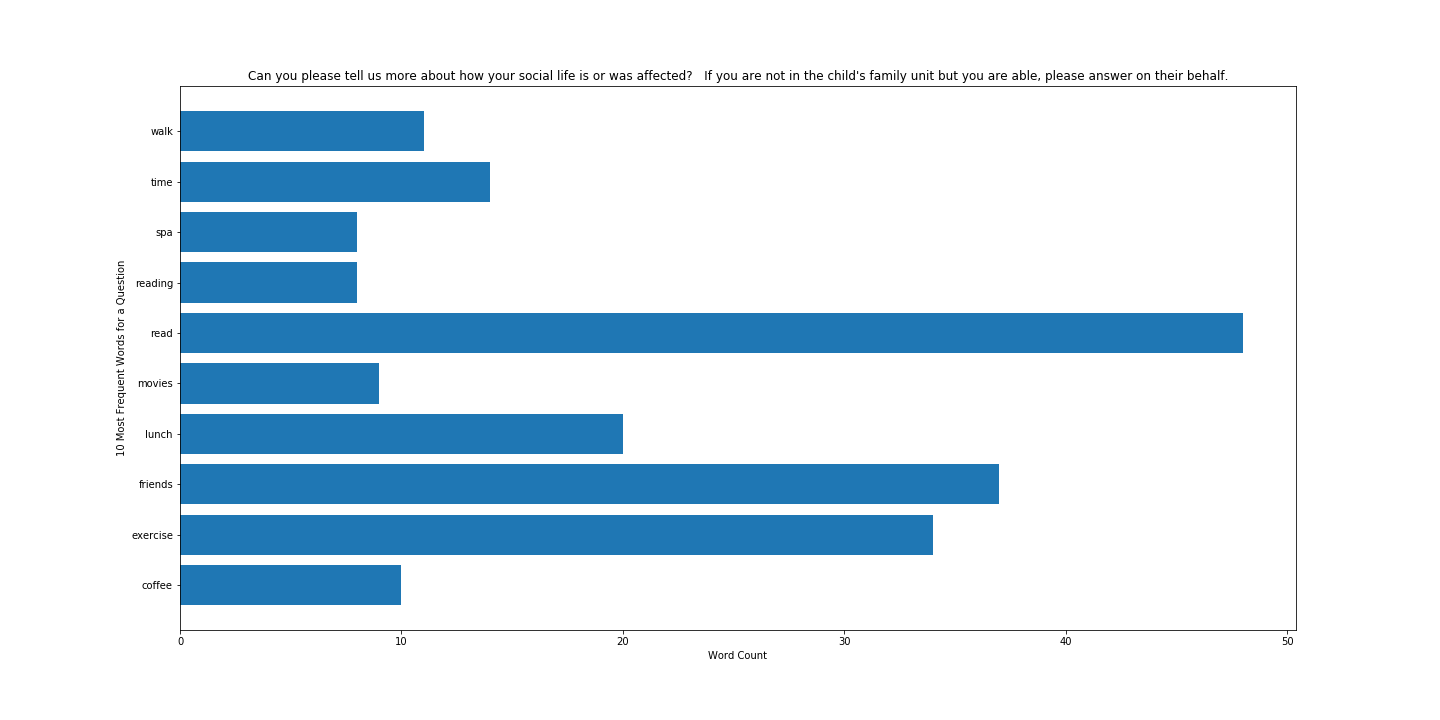 Can you please tell us more about how your social life is or was affected?   If you are not in the child's family unit but you are able, please answer on their behalf.
10 Most Frequent Words for a Question
walk
time
spa
reading
read
movies
lunch
friends
exercise
coffee
0 10 20 30 40 50
Word Count